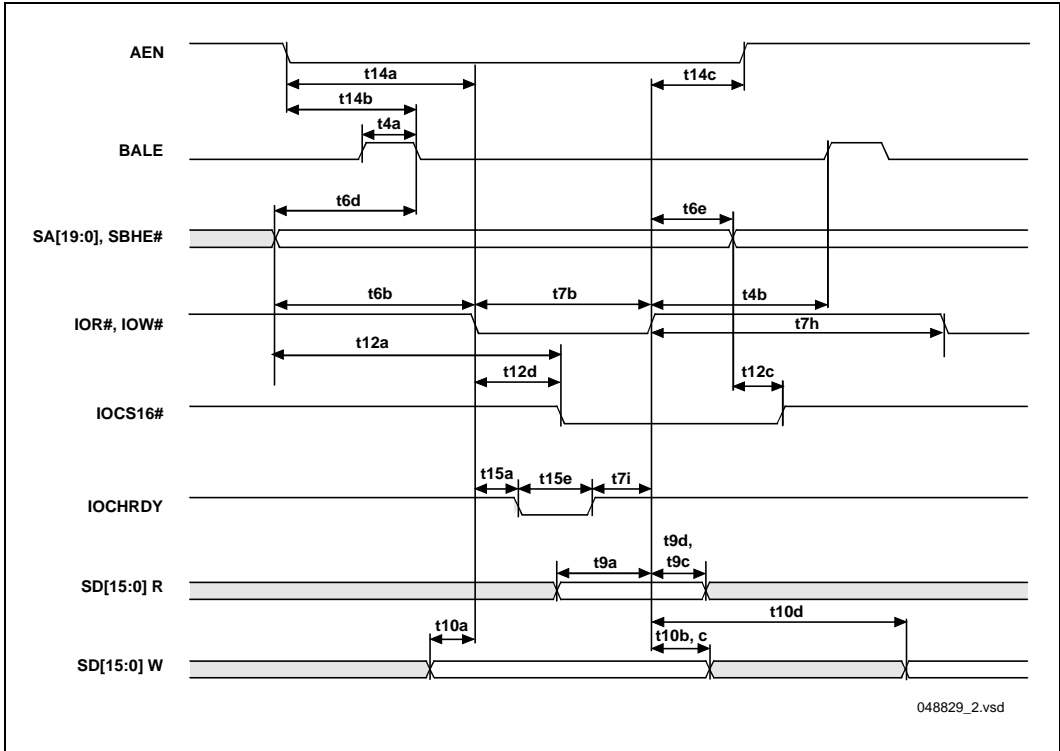 AEN
t14a
t14c
t14b
t4a
BALE
t6d
t6e
SA[19:0], SBHE#
t6b
t7b
t4b
IOR#, IOW#
t7h
t12a
t12d
t12c
IOCS16#
t15a
t15e
t7i
IOCHRDY
t9d,
t9c
t9a
SD[15:0] R
t10d
t10a
t10b, c
SD[15:0] W
048829_2.vsd